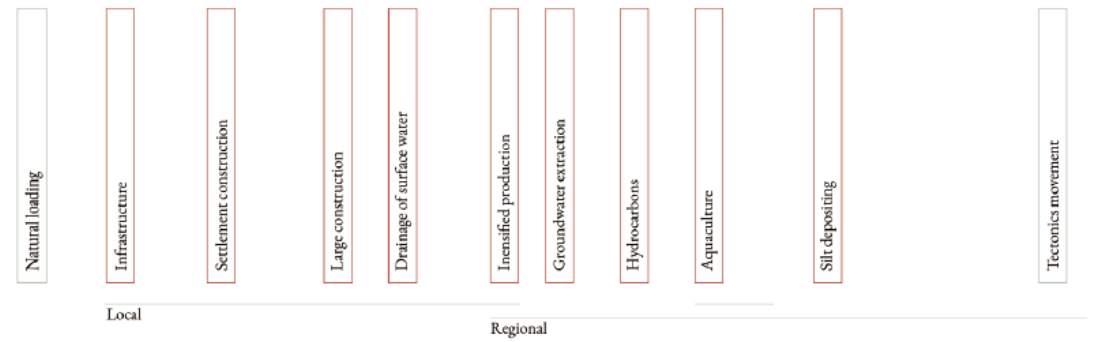 Natural loading
Infrastructure
Settlement construction
Large construction
Drainage of surface water
Inensified production
Groundwater extraction
Hydrocarbons
Aquaculture
Silt depositing
Tectonics movement
Local
Regional